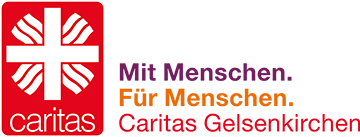 caritas
Mit Menschen.
Für Menschen.
Caritas Gelsenkirchen